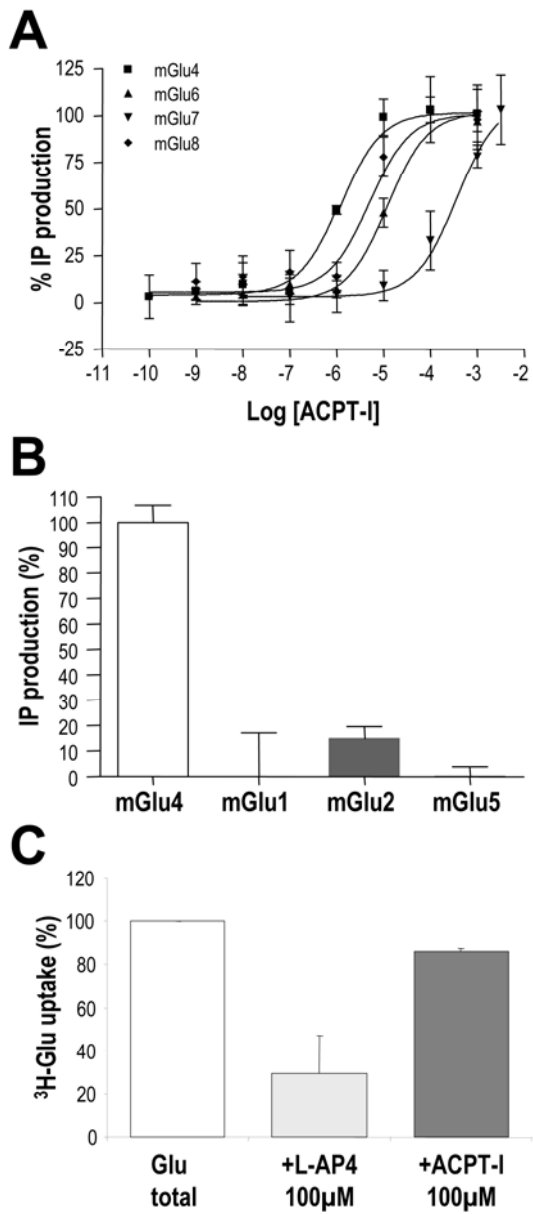 A
125
100
75
50
25
0
-25
% IP production
mGlu4
mGlu6
mGlu7
mGlu8
-11 -10 -9 -8 -7 -6 -5 -4 -3 -2
Log [ACPT-I]
B
110
100
90
80
70
60
50
40
30
20
10
0
IP production (%)
mGlu4 mGlu1 mGlu2 mGlu5
C
120
100
80
60
40
20
0
³H-Glu uptake (%)
Glu +L-AP4 +ACPT-I
total 100µM 100µM